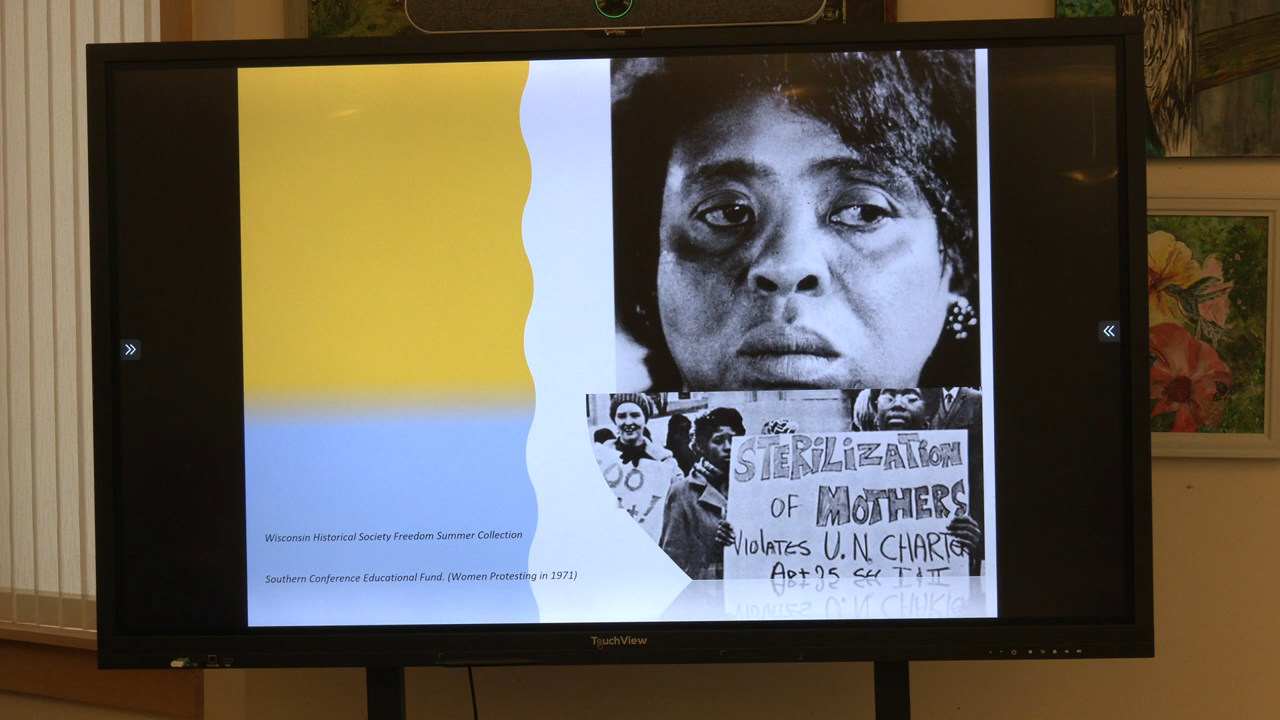 STERILIZATION
OF MOTHERS
VIOLATES U.N. CHARTE
Wisconsin Historical Society Freedom Summer Collection
Southern Conference Educational Fund. (Women Protesting in 1971)
TouchView